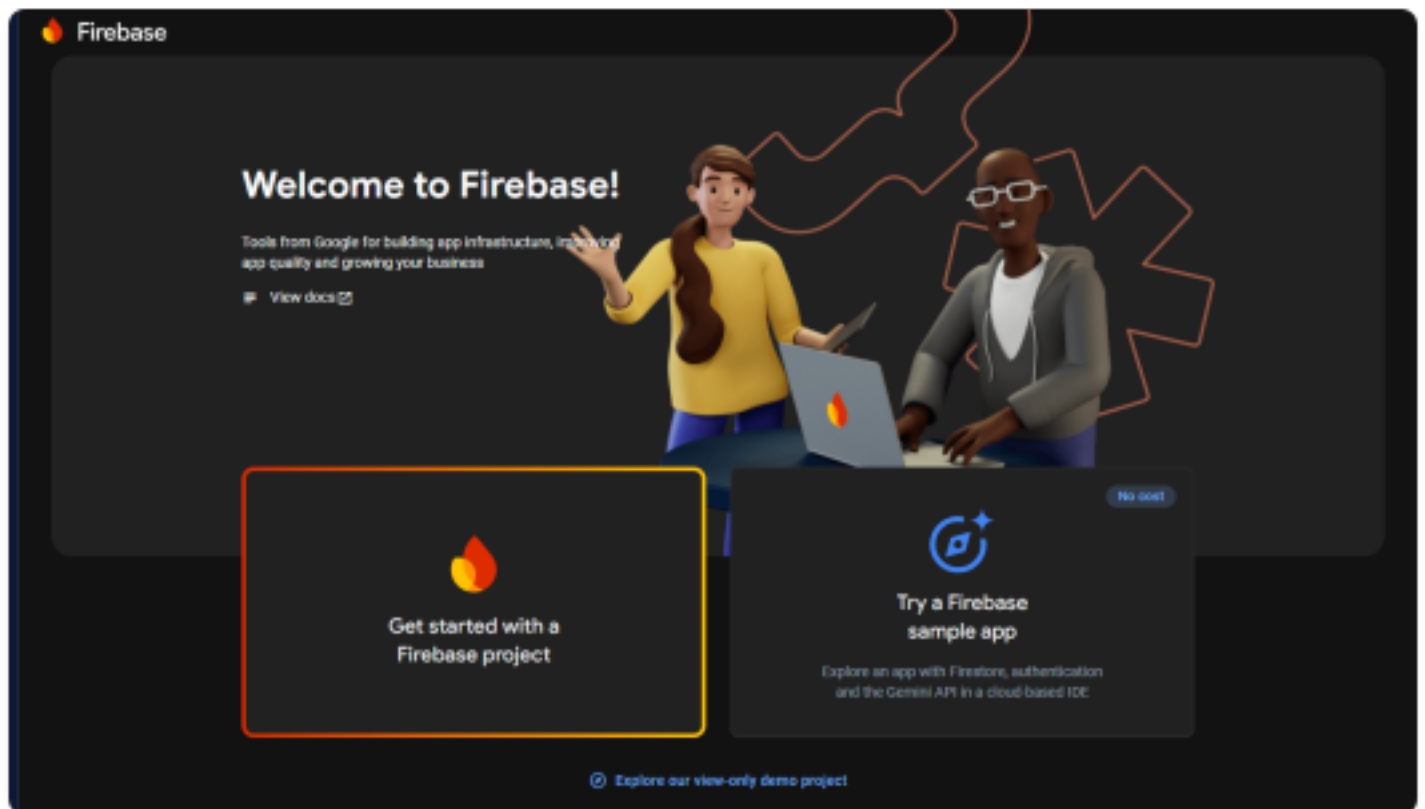 Firebase
Welcome to Firebase!
Tools from Google for building app infrastructure, improving
app quality and growing your business
View docs
No cost
Get started with a
Firebase project
Try a Firebase
sample app
Explore an app with Firestore, authentication
and the Gemini API in a cloud-based IDE
Explore our view-only demo project